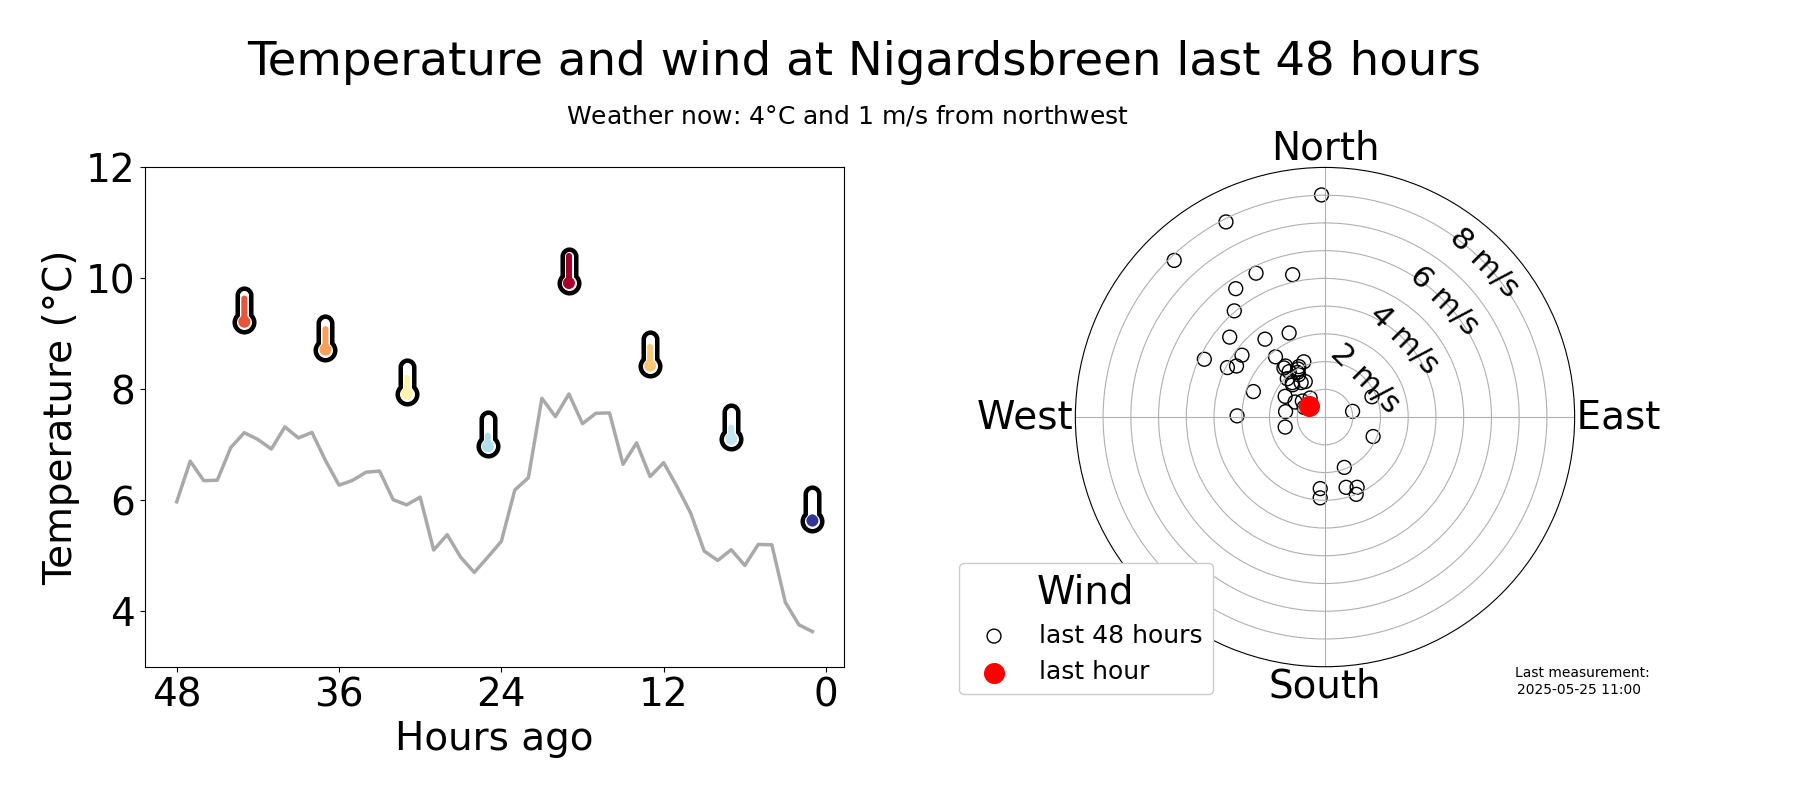 Temperature and wind at Nigardsbreen last 48 hours
Weather now: 4°C and 1 m/s from northwest
Temperature (°C)
12
10
8
6
4
48 36 24 12 0
Hours ago
North
West
East
South
8 m/s
6 m/s
4 m/s
2 m/s
Wind
last 48 hours
last hour
Last measurement:
2025-05-25 11:00